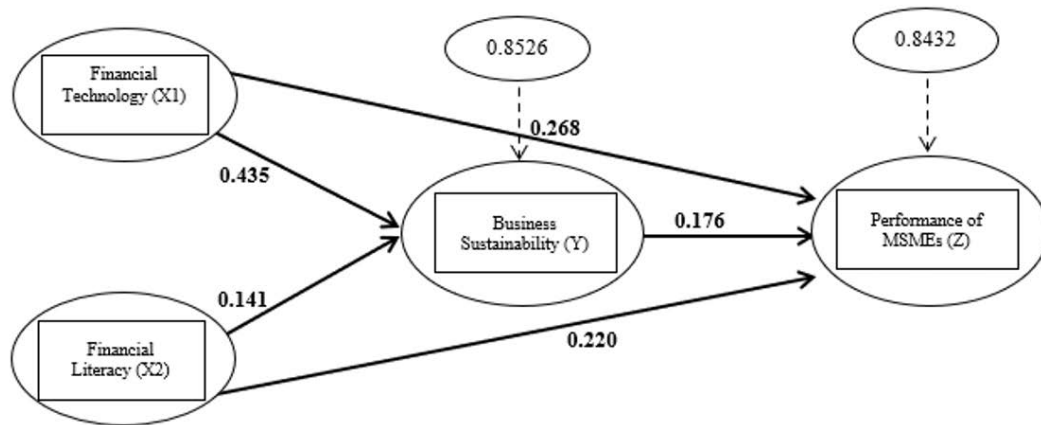 0.8526
0.8432
Financial
Technology (X1)
0.268
0.435
Business
Sustainability (Y)
0.176
Performance of
MSMEs (Z)
0.141
Financial
Literacy (X2)
0.220